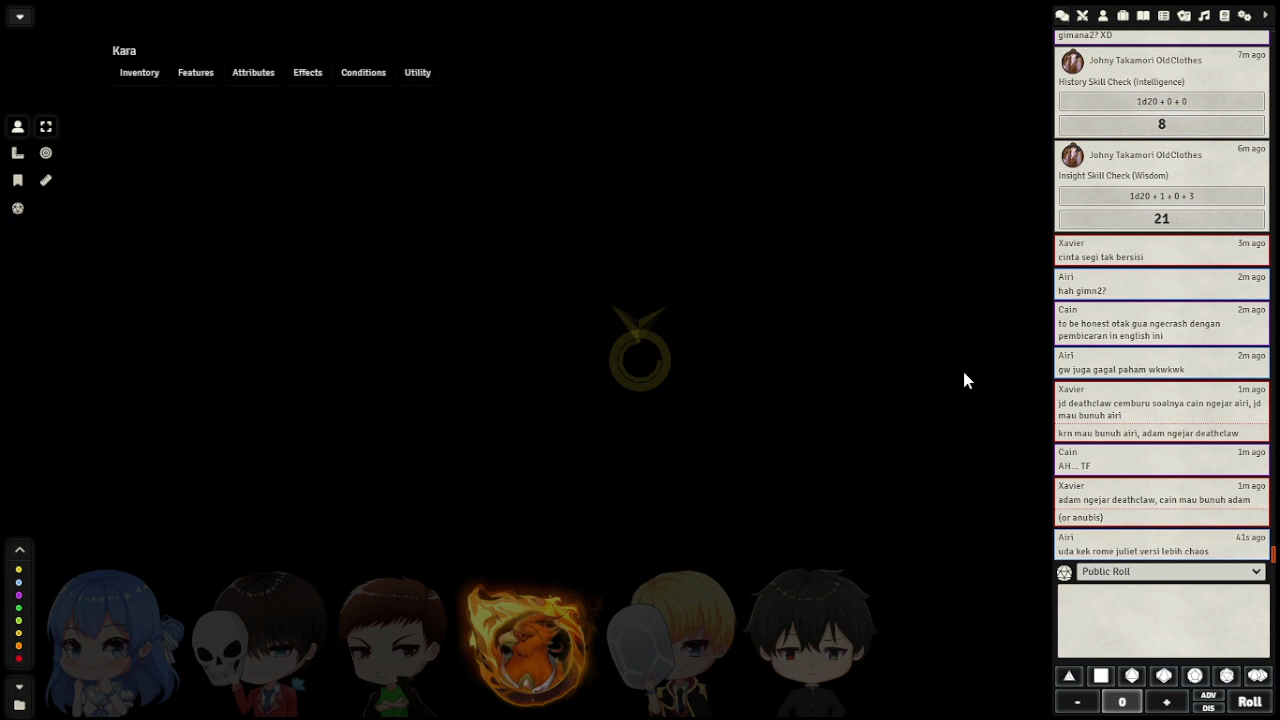 Kara
Inventory
Features
Attributes
Effects
Conditions
Utility
gimana2? XD
Johny Takamori OldClothes
7m ago
History Skill Check (Intelligence)
1d20 + 0 + 0
8
Johny Takamori OldClothes
6m ago
Insight Skill Check (Wisdom)
1d20 + 1 + 0 + 3
21
Xavier
3m ago
cinta segi tak bersisi
Airi
2m ago
hah gimn2?
Cain
2m ago
to be honest otak gua ngecrash dengan
pembicaran in english ini
Airi
2m ago
gw juga gagal paham wkwkwk
Xavier
1m ago
jd deathclaw cemburu soalnya cain ngejar airi, jd
mau bunuh airi
krn mau bunuh airi, adam ngejar deathclaw
Cain
1m ago
AH... TF
Xavier
1m ago
adam ngejar deathclaw, cain mau bunuh adam
(or anubis)
Airi
41s ago
uda kek rome juliet versi lebih chaos
Public Roll
-
0
+
ADV
DIS
Roll